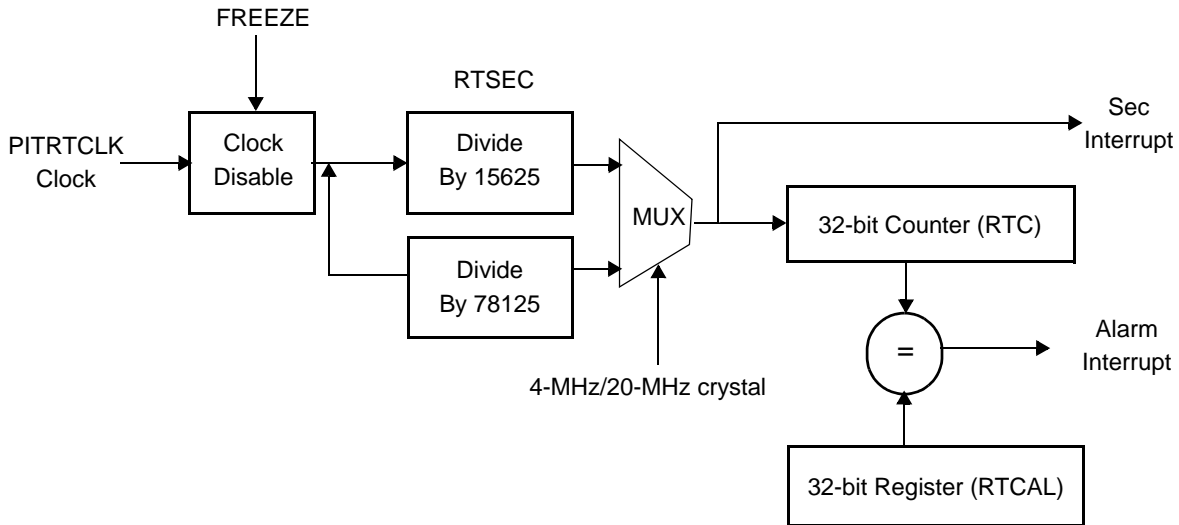 FREEZE
RTSEC
PITRTCLK
Clock
Clock
Disable
Divide
By 15625
Sec
Interrupt
MUX
32-bit Counter (RTC)
Divide
By 78125
=
Alarm
Interrupt
4-MHz/20-MHz crystal
32-bit Register (RTCAL)